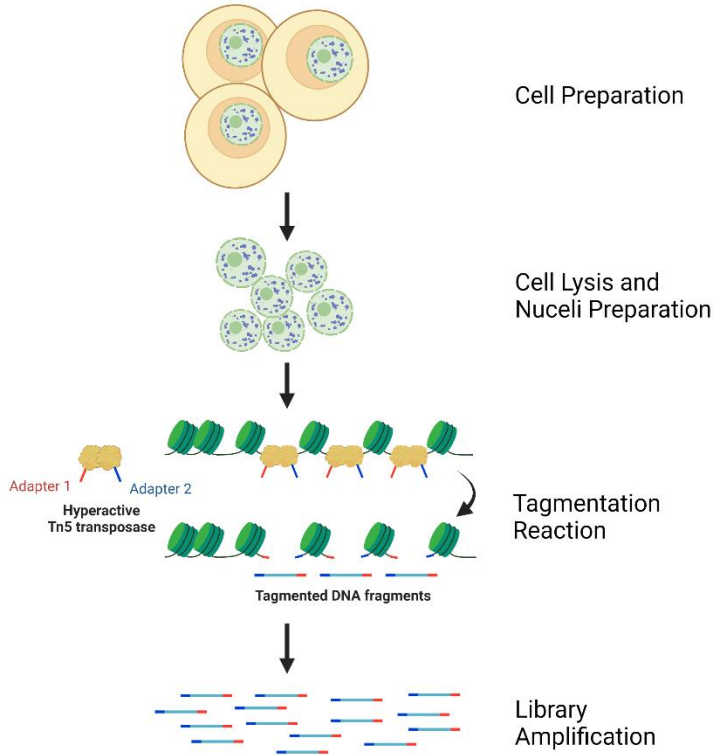 Cell Preparation
Cell Lysis and
Nuceli Preparation
Adapter 1
Adapter 2
Hyperactive
Tn5 transposase
Tagmentation
Reaction
Tagmented DNA fragments
Library
Amplification